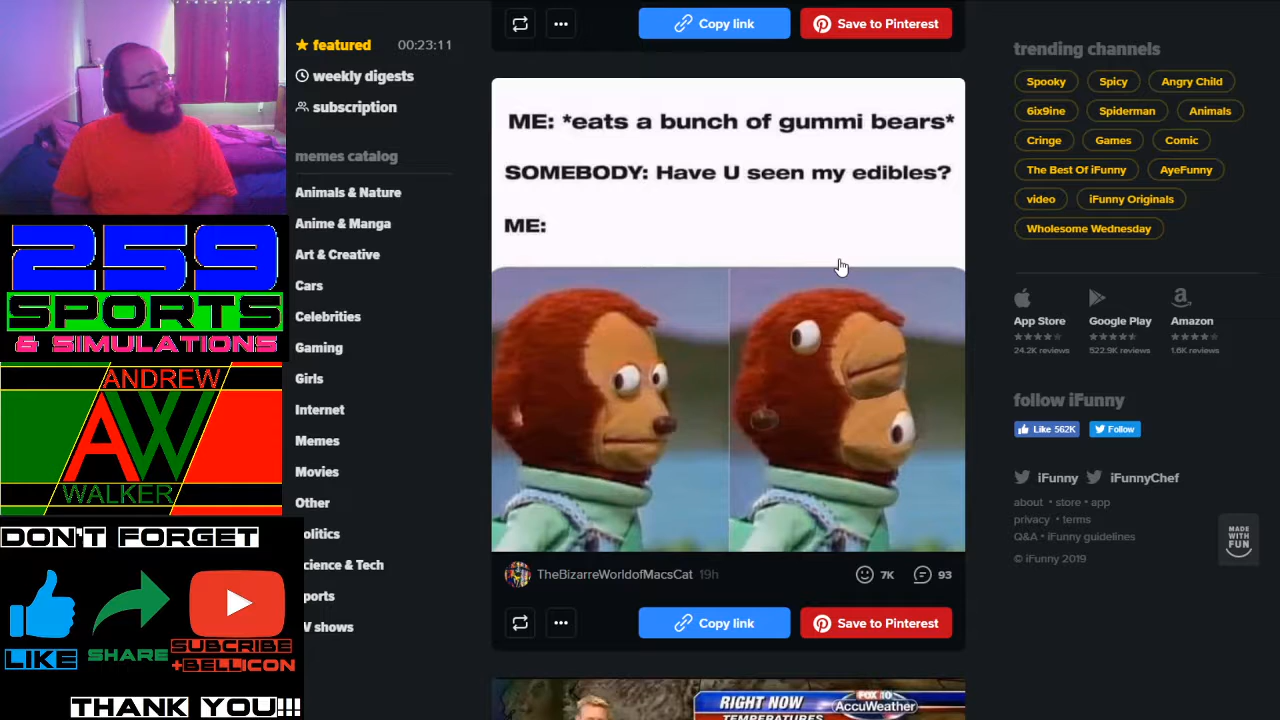 featured 00:23:11
weekly digests
subscription
memes catalog
Animals & Nature
Anime & Manga
Art & Creative
Cars
Celebrities
Gaming
Girls
Internet
Memes
Movies
Other
olitics
cience & Tech
ports
V shows
259
SPORTS
& SIMULATIONS
ANDREW
AW
WALKER
DON'T FORGET
LIKE
SHARE
SUBCRIBE
+BELLICON
THANK YOU!!!
Copy link
Save to Pinterest
ME: *eats a bunch of gummi bears*
SOMEBODY: Have U seen my edibles?
ME:
TheBizarreWorldofMacsCat 19h
7K
93
Copy link
Save to Pinterest
RIGHT NOW
TEMPERATURES
FOX 10
AccuWeather
trending channels
Spooky Spicy Angry Child
6ix9ine Spiderman Animals
Cringe Games Comic
The Best Of iFunny AyeFunny
video iFunny Originals
Wholesome Wednesday
App Store Google Play Amazon
24.2K reviews 522.9K reviews 1.6K reviews
follow iFunny
Like 562K Follow
iFunny iFunnyChef
about • store • app
privacy • terms
Q&A • iFunny guidelines
© iFunny 2019
MADE
WITH
FUN